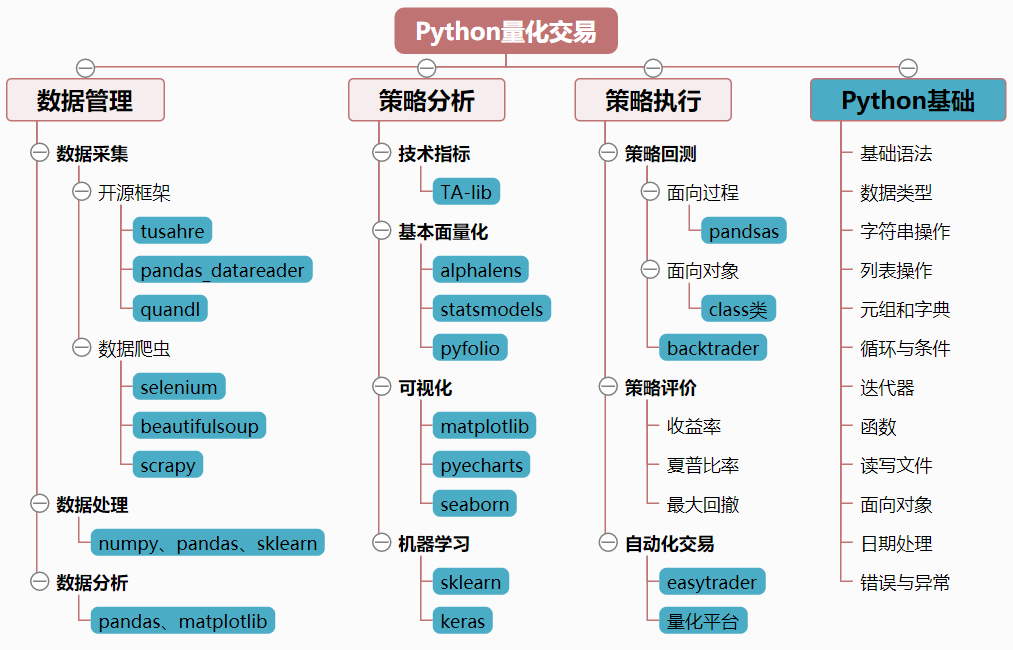 Python量化交易
数据管理
数据采集
开源框架
tusahre
pandas_datareader
quandl
数据爬虫
selenium
beautifulsoup
scrapy
数据处理
numpy、pandas、sklearn
数据分析
pandas、matplotlib
策略分析
技术指标
TA-lib
基本面量化
alphalens
statsmodels
pyfolio
可视化
matplotlib
pyecharts
seaborn
机器学习
sklearn
keras
策略执行
策略回测
面向过程
pandsas
面向对象
class类
backtrader
策略评价
收益率
夏普比率
最大回撤
自动化交易
easytrader
量化平台
Python基础
基础语法
数据类型
字符串操作
列表操作
元组和字典
循环与条件
迭代器
函数
读写文件
面向对象
日期处理
错误与异常